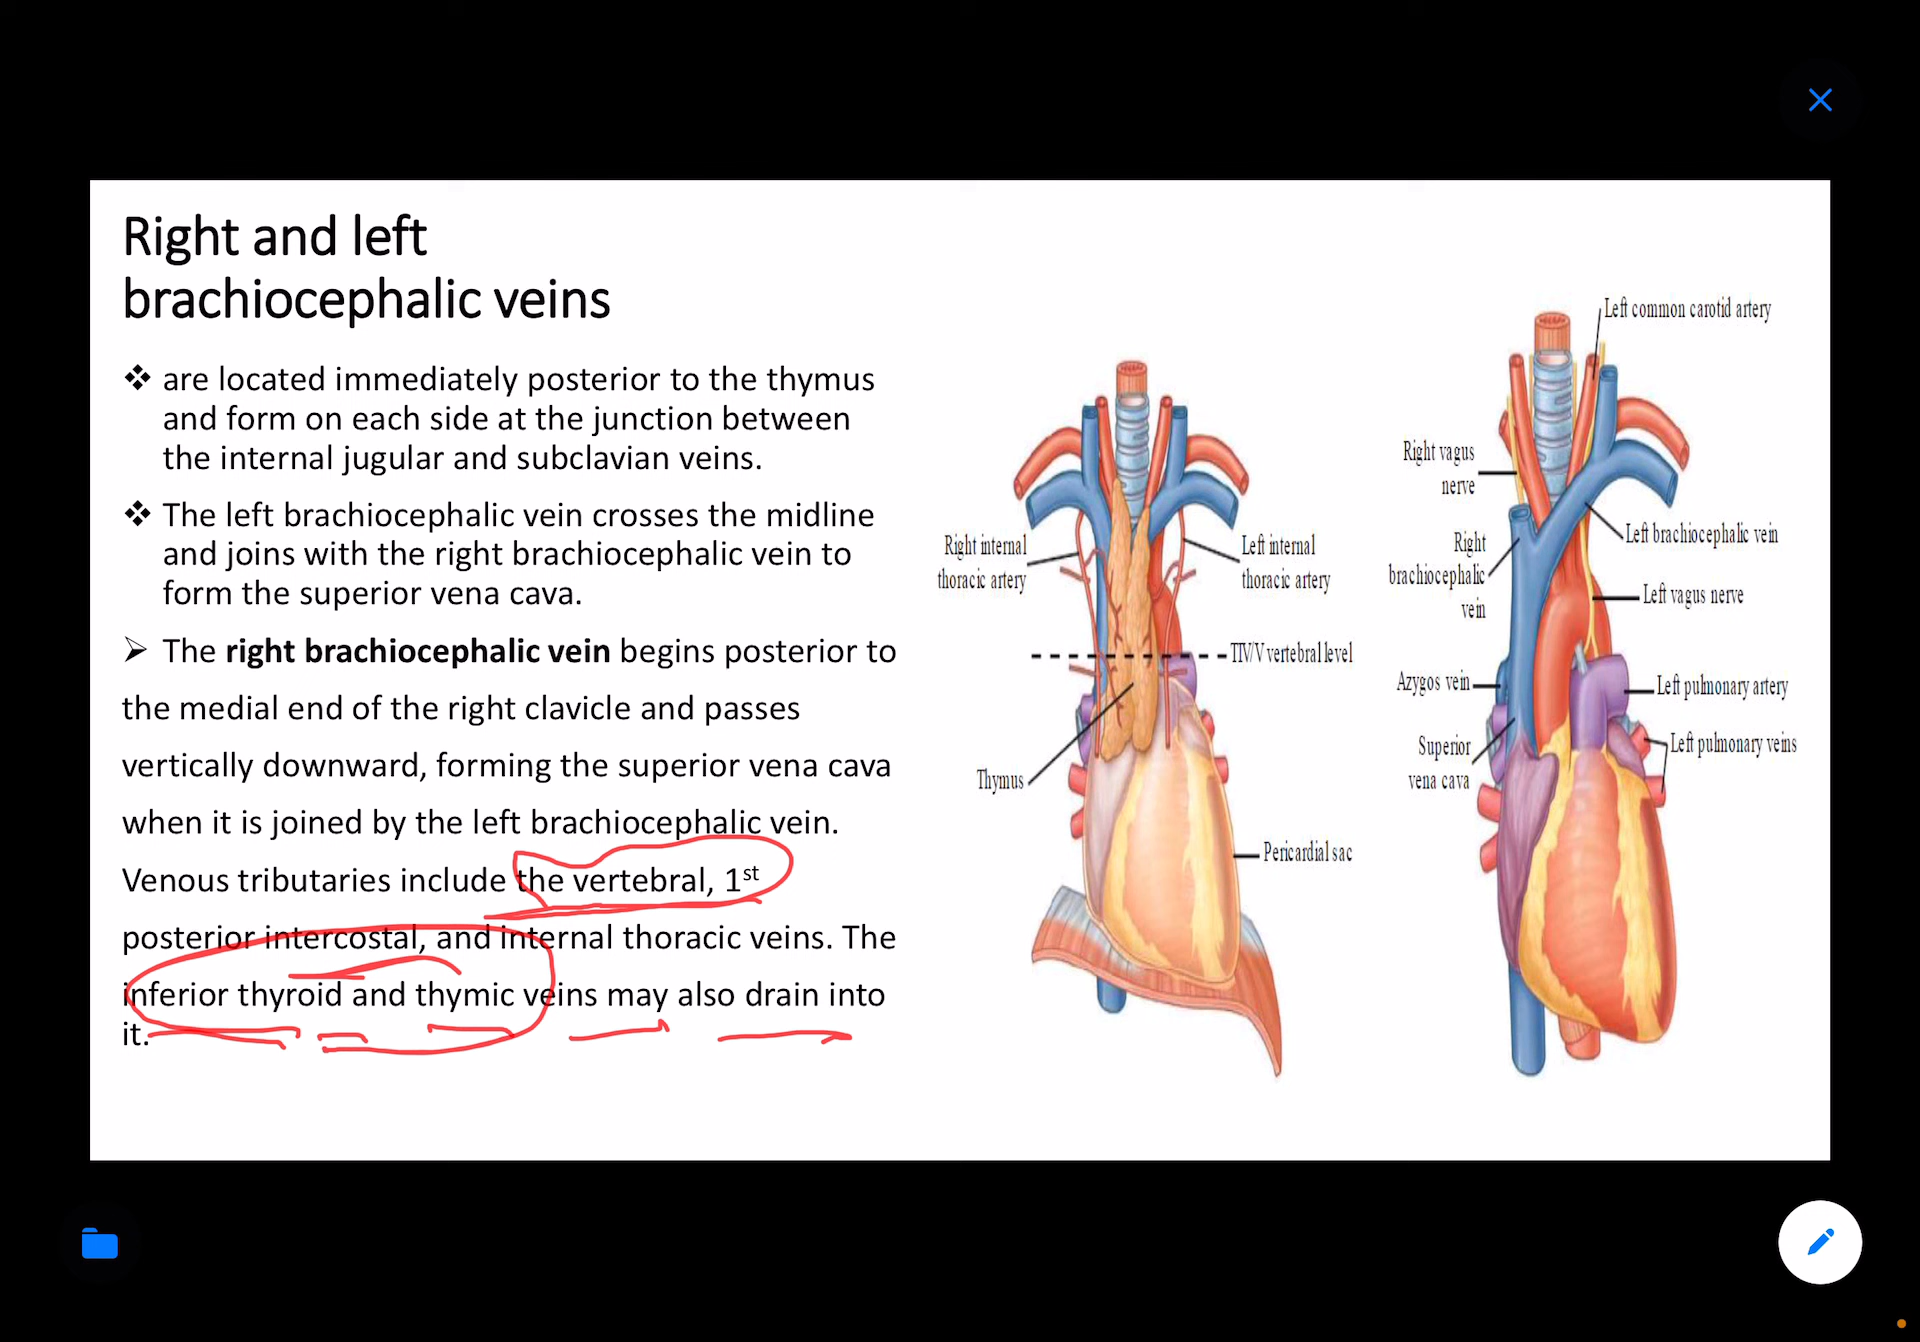 Right and left
brachiocephalic veins
❖ are located immediately posterior to the thymus
and form on each side at the junction between
the internal jugular and subclavian veins.
❖ The left brachiocephalic vein crosses the midline
and joins with the right brachiocephalic vein to
form the superior vena cava.
➢ The right brachiocephalic vein begins posterior to
the medial end of the right clavicle and passes
vertically downward, forming the superior vena cava
when it is joined by the left brachiocephalic vein.
Venous tributaries include the vertebral, 1st
posterior intercostal, and internal thoracic veins. The
inferior thyroid and thymic veins may also drain into
it.
Right internal
thoracic artery
Left internal
thoracic artery
TIV/V vertebral level
Thymus
Pericardial sac
Left common carotid artery
Right vagus
nerve
Left brachiocephalic vein
Right
brachiocephalic
vein
Left vagus nerve
Azygos vein
Left pulmonary artery
Superior
vena cava
Left pulmonary veins